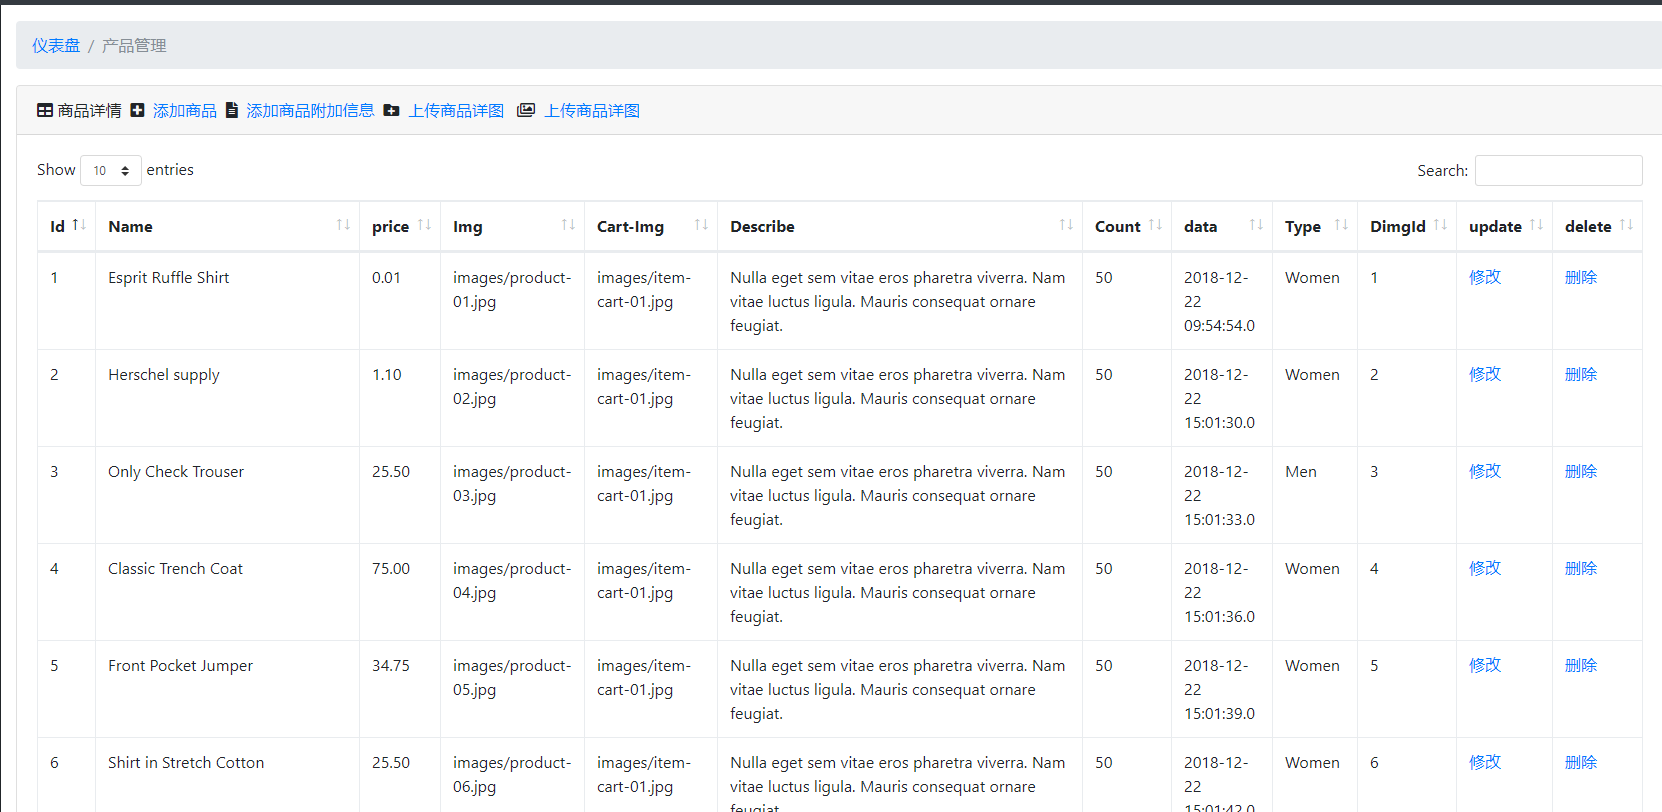 仪表盘 / 产品管理
商品详情 添加商品 添加商品附加信息 上传商品详图 上传商品详图
Show 10 entries Search:
Id Name price Img Cart-Img Describe Count data Type DimgId update delete
1 Esprit Ruffle Shirt 0.01 images/product- images/item- Nulla eget sem vitae eros pharetra viverra. Nam 50 2018-12- Women 1 修改 删除
01.jpg cart-01.jpg vitae luctus ligula. Mauris consequat ornare 22
feugiat. 09:54:54.0
2 Herschel supply 1.10 images/product- images/item- Nulla eget sem vitae eros pharetra viverra. Nam 50 2018-12- Women 2 修改 删除
02.jpg cart-01.jpg vitae luctus ligula. Mauris consequat ornare 22
feugiat. 15:01:30.0
3 Only Check Trouser 25.50 images/product- images/item- Nulla eget sem vitae eros pharetra viverra. Nam 50 2018-12- Men 3 修改 删除
03.jpg cart-01.jpg vitae luctus ligula. Mauris consequat ornare 22
feugiat. 15:01:33.0
4 Classic Trench Coat 75.00 images/product- images/item- Nulla eget sem vitae eros pharetra viverra. Nam 50 2018-12- Women 4 修改 删除
04.jpg cart-01.jpg vitae luctus ligula. Mauris consequat ornare 22
feugiat. 15:01:36.0
5 Front Pocket Jumper 34.75 images/product- images/item- Nulla eget sem vitae eros pharetra viverra. Nam 50 2018-12- Women 5 修改 删除
05.jpg cart-01.jpg vitae luctus ligula. Mauris consequat ornare 22
feugiat. 15:01:39.0
6 Shirt in Stretch Cotton 25.50 images/product- images/item- Nulla eget sem vitae eros pharetra viverra. Nam 50 2018-12- Women 6 修改 删除
06.jpg cart-01.jpg vitae luctus ligula. Mauris consequat ornare 22
feugiat. 15:01:42.0